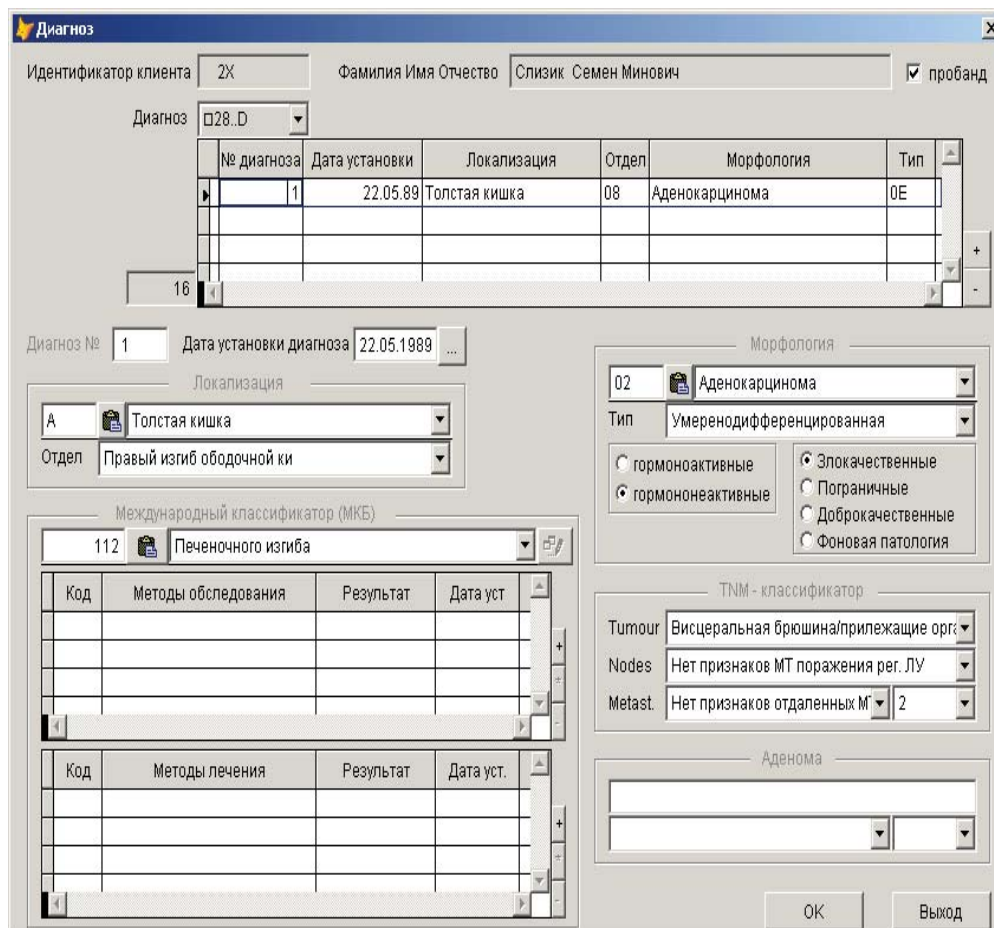 Диагноз
Идентификатор клиента 2X Фамилия Имя Отчество Слизик Семен Минович пробанд
Диагноз 28..D
№ диагноза Дата установки Локализация Отдел Морфология Тип
1 22.05.89 Толстая кишка 08 Аденокарцинома 0E
+
16 -
Диагноз № 1 Дата установки диагноза 22.05.1989 ...
Локализация
A Толстая кишка
Отдел Правый изгиб ободочной ки
Международный классификатор (МКБ)
112 Печеночного изгиба
Код Методы обследования Результат Дата уст
+
-
Код Методы лечения Результат Дата уст.
+
-
Морфология
02 Аденокарцинома
Тип Умеренодифференцированная
гормоноактивные
гормононеактивные
Злокачественные
Пограничные
Доброкачественные
Фоновая патология
TNM - классификатор
Tumour Висцеральная брюшина/прилежащие орга
Nodes Нет признаков МТ поражения рег. ЛУ
Metast. Нет признаков отдаленных МТ 2
Аденома
OK Выход